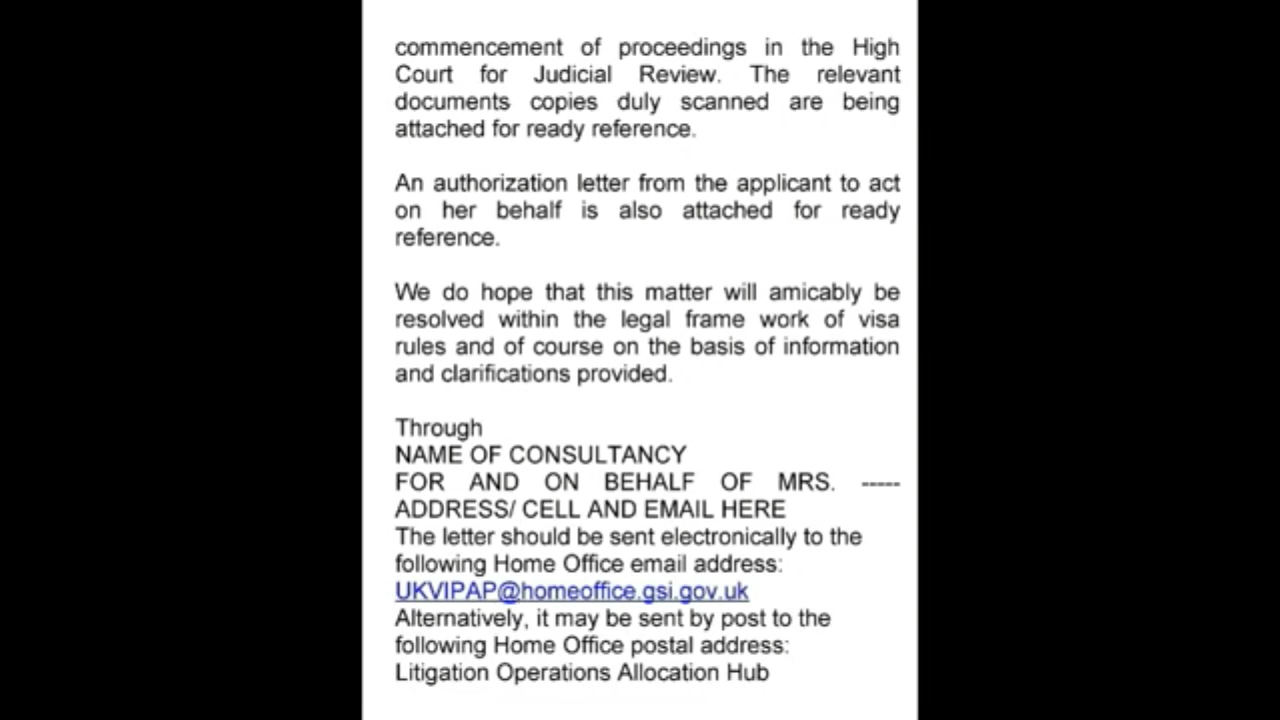 commencement of proceedings in the High
Court for Judicial Review. The relevant
documents copies duly scanned are being
attached for ready reference.
An authorization letter from the applicant to act
on her behalf is also attached for ready
reference.
We do hope that this matter will amicably be
resolved within the legal frame work of visa
rules and of course on the basis of information
and clarifications provided.
Through
NAME OF CONSULTANCY
FOR AND ON BEHALF OF MRS. -----
ADDRESS/ CELL AND EMAIL HERE
The letter should be sent electronically to the
following Home Office email address:
UKVIPAP@homeoffice.gsi.gov.uk
Alternatively, it may be sent by post to the
following Home Office postal address:
Litigation Operations Allocation Hub